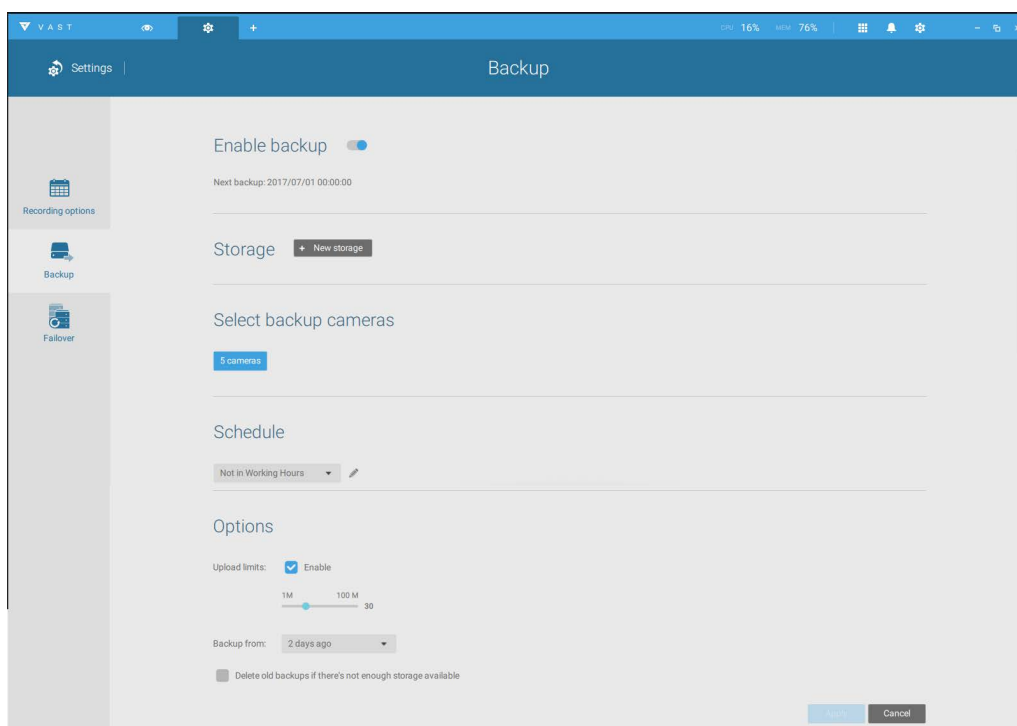 VAST
+
CPU 16% MEM 76%
Settings
Backup
Enable backup
Next backup: 2017/07/01 00:00:00
Recording options
Storage
+ New storage
Backup
Select backup cameras
Failover
5 cameras
Schedule
Not in Working Hours
Options
Upload limits: Enable
1M 100 M
30
Backup from: 2 days ago
Delete old backups if there's not enough storage available
Apply Cancel